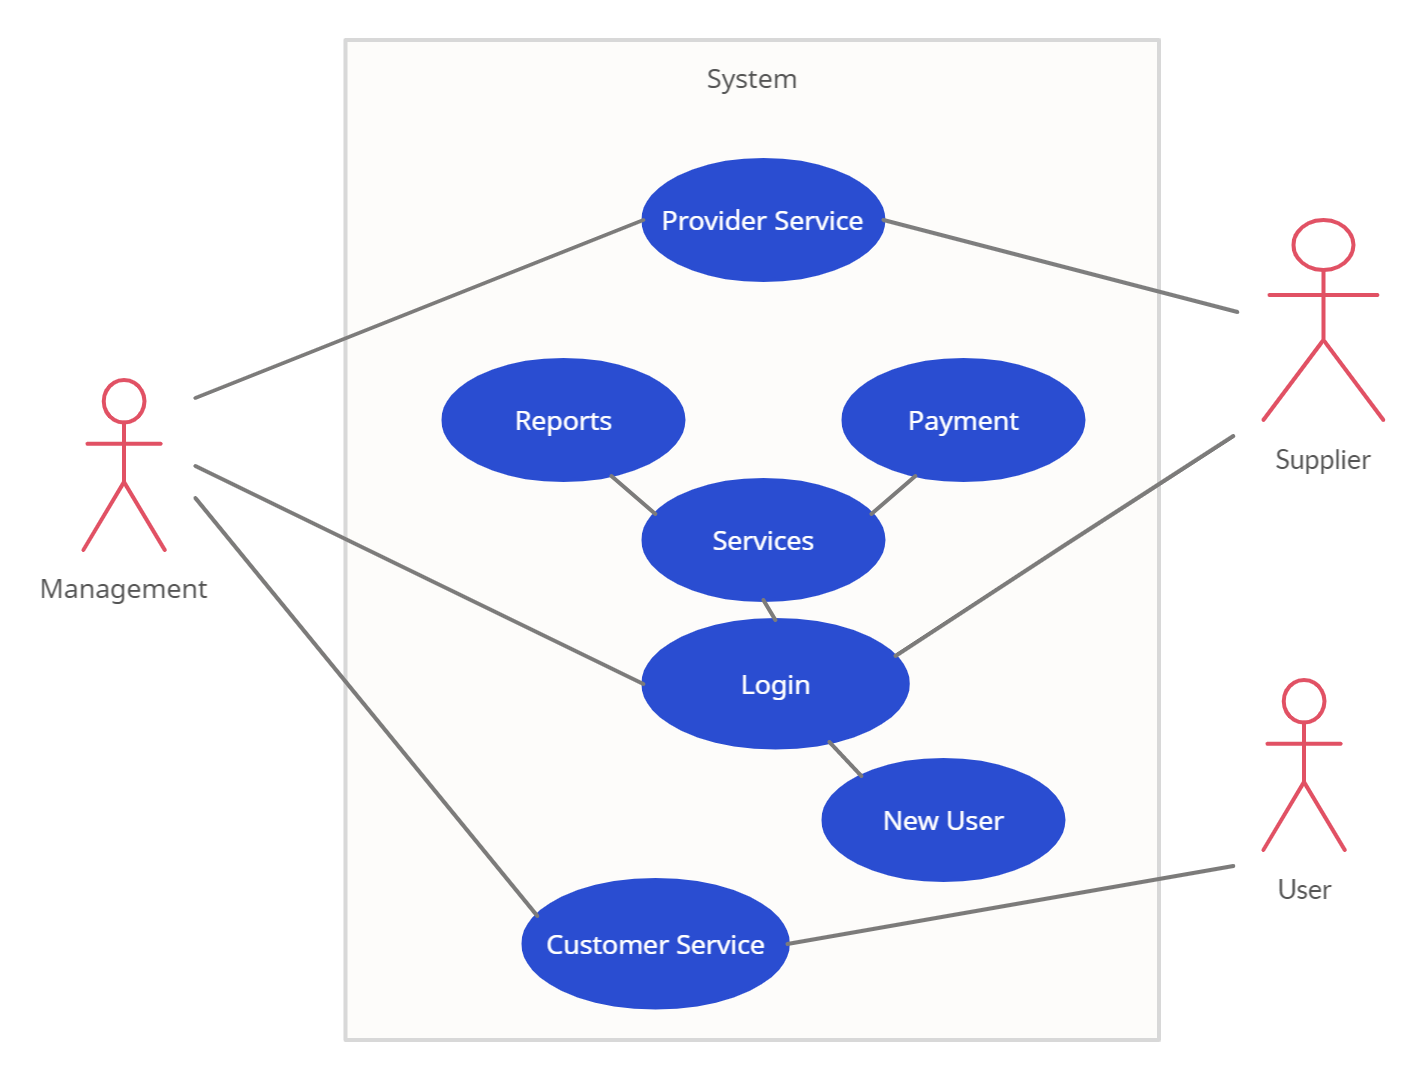 System
Provider Service
Reports
Payment
Supplier
Services
Management
Login
New User
User
Customer Service